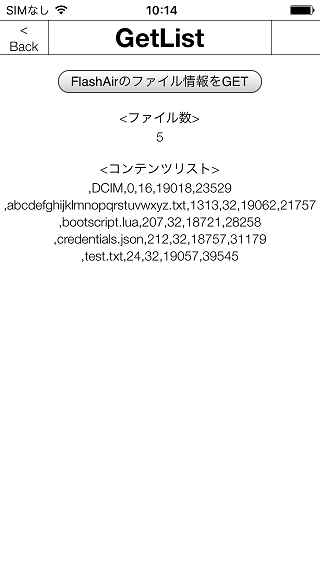 SIMなし 10:14
<
Back
GetList
FlashAirのファイル情報をGET
<ファイル数>
5
<コンテンツリスト>
,DCIM,0,16,19018,23529
,abcdefghijklmnopqrstuvwxyz.txt,1313,32,19062,21757
,bootscript.lua,207,32,18721,28258
,credentials.json,212,32,18757,31179
,test.txt,24,32,19057,39545